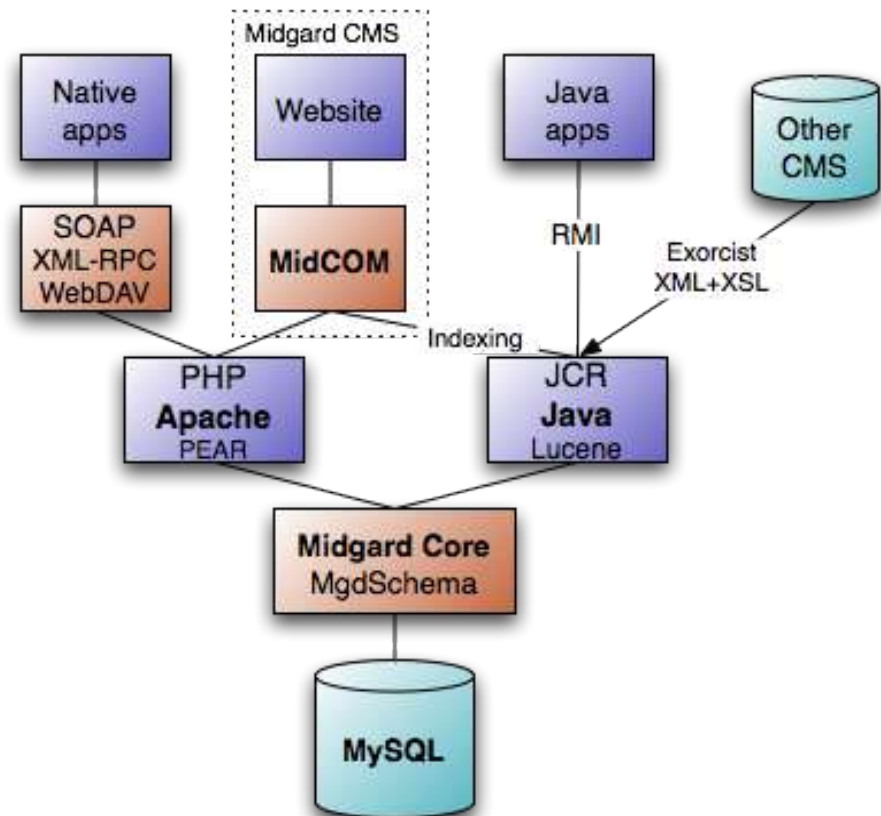 Midgard CMS
Native
apps
Website
Java
apps
Other
CMS
SOAP
XML-RPC
WebDAV
MidCOM
RMI
Exorcist
XML+XSL
Indexing
PHP
Apache
PEAR
JCR
Java
Lucene
Midgard Core
MgdSchema
MySQL